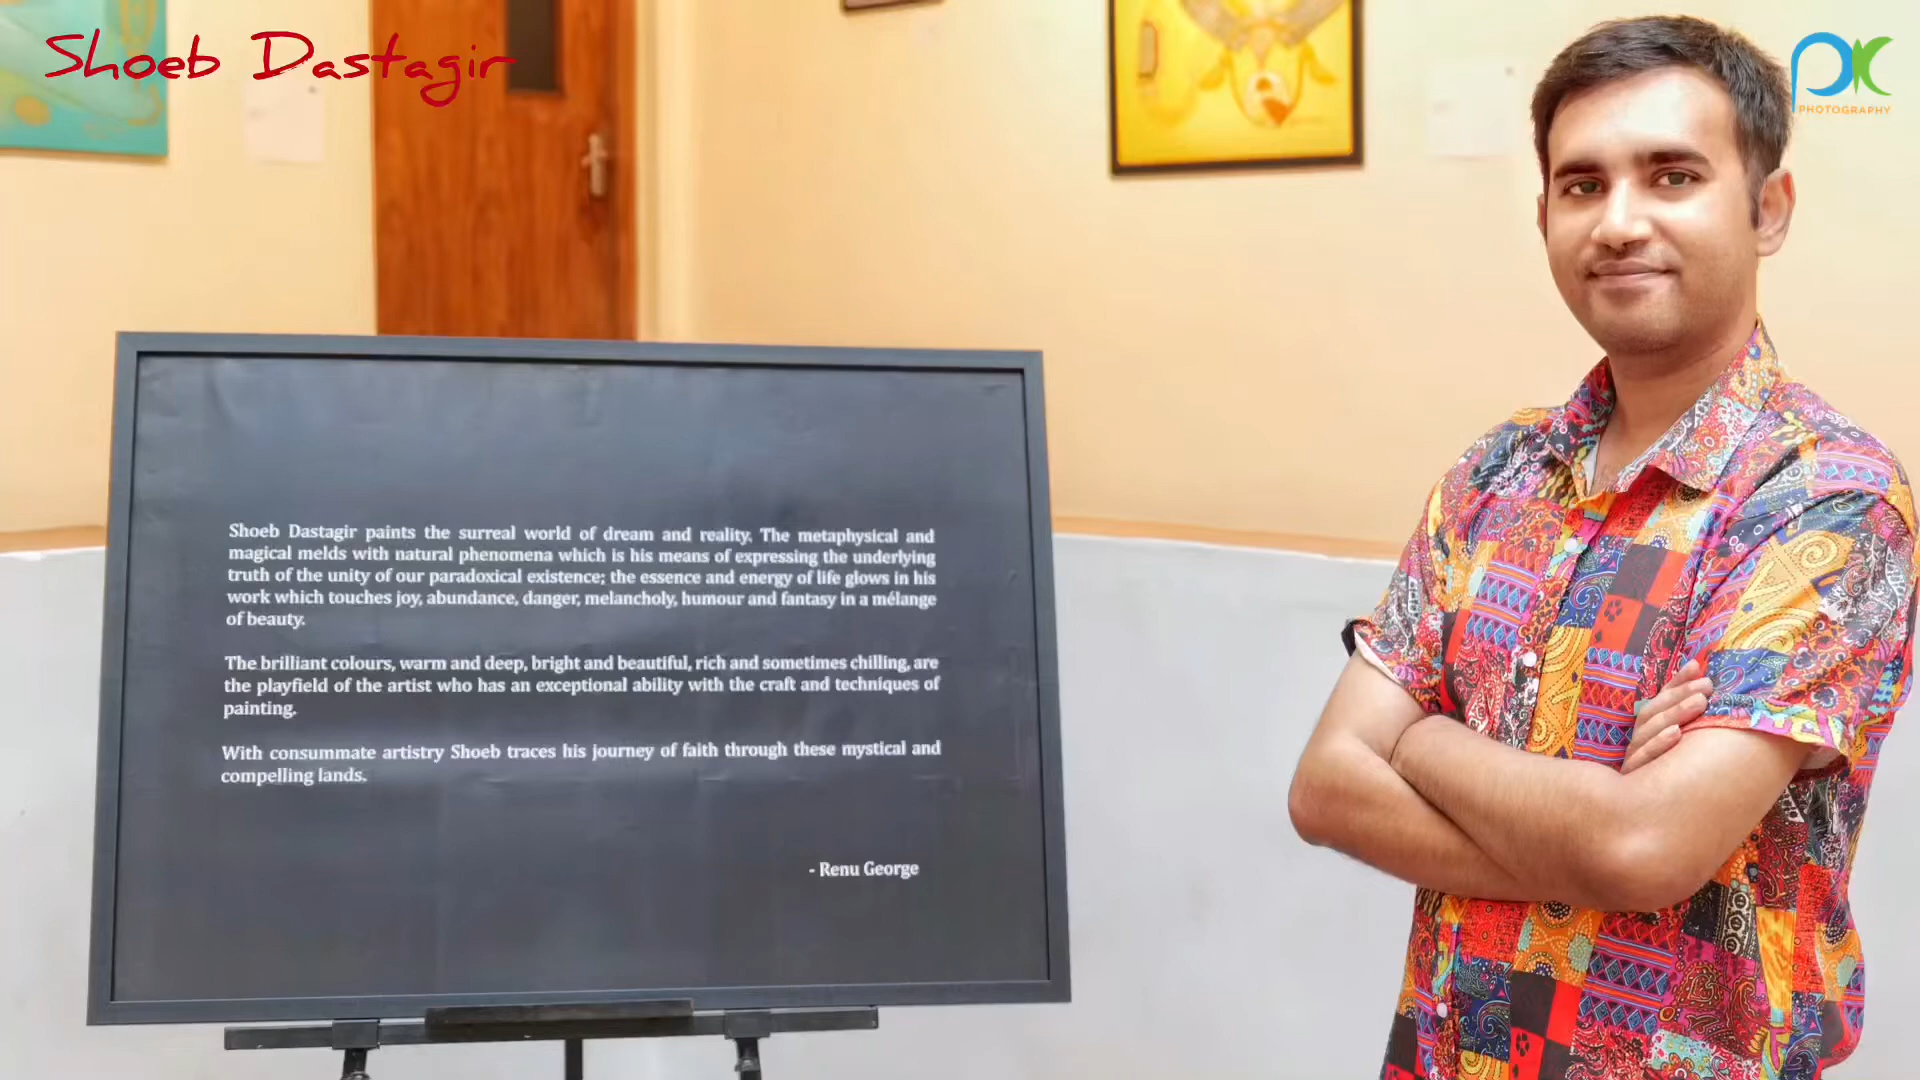 Shoeb Dastagir
PK
PHOTOGRAPHY
Shoeb Dastagir paints the surreal world of dream and reality. The metaphysical and
magical melds with natural phenomena which is his means of expressing the underlying
truth of the unity of our paradoxical existence; the essence and energy of life glows in his
work which touches joy, abundance, danger, melancholy, humour and fantasy in a mélange
of beauty.
The brilliant colours, warm and deep, bright and beautiful, rich and sometimes chilling, are
the playfield of the artist who has an exceptional ability with the craft and techniques of
painting.
With consummate artistry Shoeb traces his journey of faith through these mystical and
compelling lands.
- Renu George